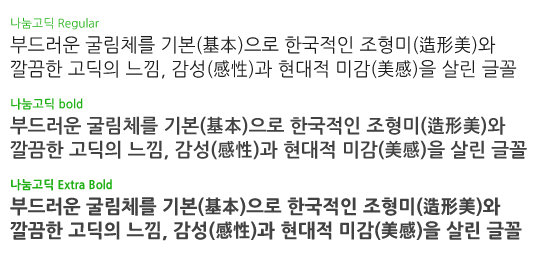 나눔고딕 Regular
부드러운 굴림체를 기본(基本)으로 한국적인 조형미(造形美)와
깔끔한 고딕의 느낌, 감성(感性)과 현대적 미감(美感)을 살린 글꼴
나눔고딕 bold
부드러운 굴림체를 기본(基本)으로 한국적인 조형미(造形美)와
깔끔한 고딕의 느낌, 감성(感性)과 현대적 미감(美感)을 살린 글꼴
나눔고딕 Extra Bold
부드러운 굴림체를 기본(基本)으로 한국적인 조형미(造形美)와
깔끔한 고딕의 느낌, 감성(感性)과 현대적 미감(美感)을 살린 글꼴